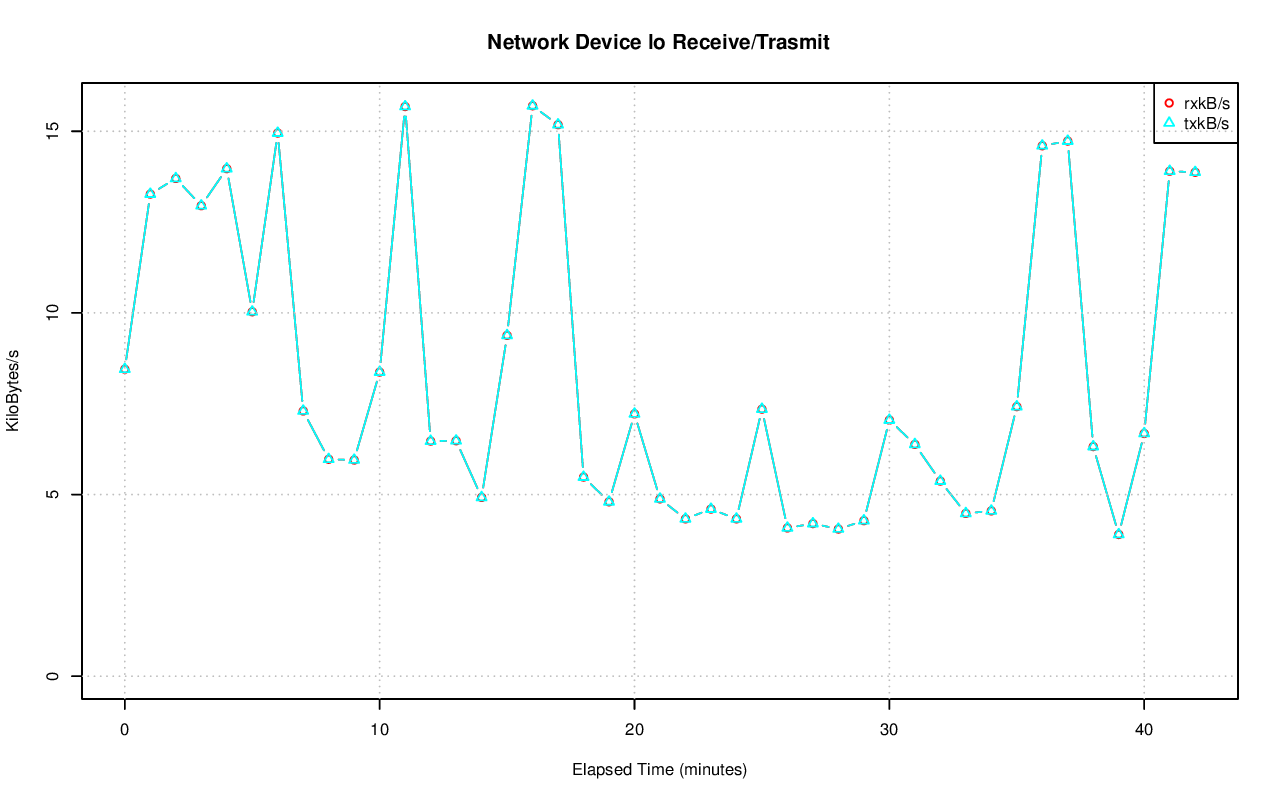 Network Device lo Receive/Trasmit
rxkB/s
txkB/s
KiloBytes/s
15
10
5
0
0 10 20 30 40
Elapsed Time (minutes)